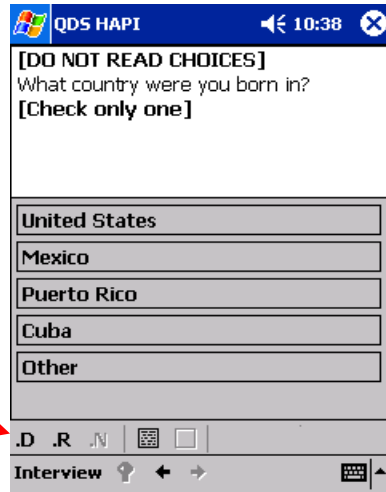 QDS HAPI 10:38
[DO NOT READ CHOICES]
What country were you born in?
[Check only one]
United States
Mexico
Puerto Rico
Cuba
Other
.D .R .N
Interview